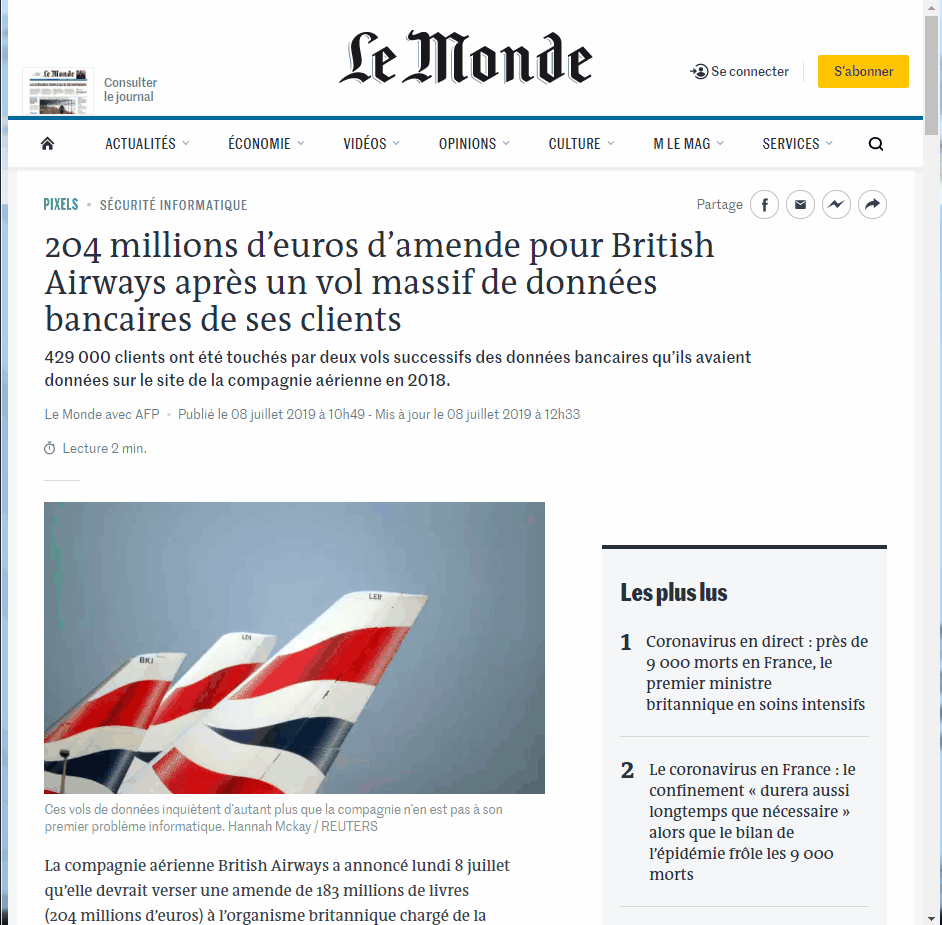 Le Monde
Le Monde
Consulter
le journal
Se connecter
S'abonner
ACTUALITÉS
ÉCONOMIE
VIDÉOS
OPINIONS
CULTURE
M LE MAG
SERVICES
PIXELS • SÉCURITÉ INFORMATIQUE
Partage
204 millions d’euros d’amende pour British
Airways après un vol massif de données
bancaires de ses clients
429 000 clients ont été touchés par deux vols successifs des données bancaires qu’ils avaient
données sur le site de la compagnie aérienne en 2018.
Le Monde avec AFP • Publié le 08 juillet 2019 à 10h49 - Mis à jour le 08 juillet 2019 à 12h33
Lecture 2 min.
BKI
LEB
Ces vols de données inquiètent d’autant plus que la compagnie n’en est pas à son
premier problème informatique. Hannah Mckay / REUTERS
La compagnie aérienne British Airways a annoncé lundi 8 juillet
qu’elle devrait verser une amende de 183 millions de livres
(204 millions d’euros) à l’organisme britannique chargé de la
Les plus lus
1 Coronavirus en direct : près de
9 000 morts en France, le
premier ministre
britannique en soins intensifs
2 Le coronavirus en France : le
confinement « durera aussi
longtemps que nécessaire »
alors que le bilan de
l’épidémie frôle les 9 000
morts